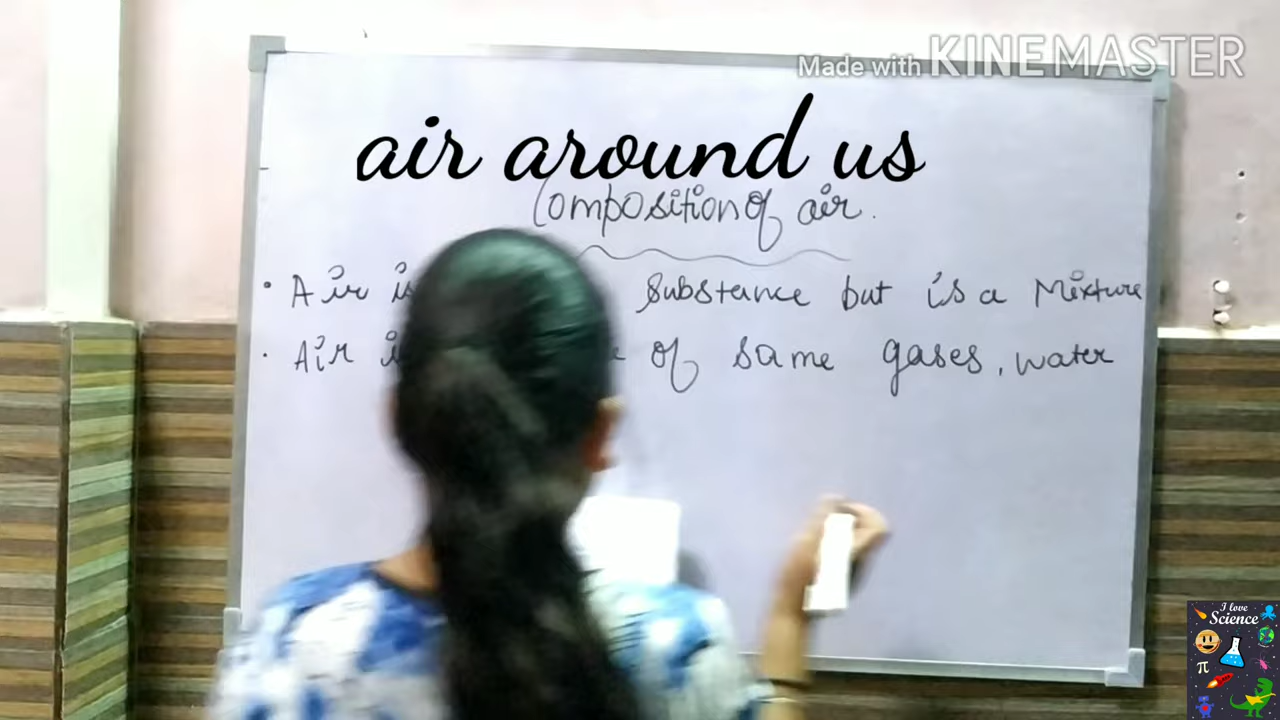 Made with KINEMASTER
air around us
Composition of air.
• Air is substance but is a Mixture
• Air of same gases, water
I love
Science
π